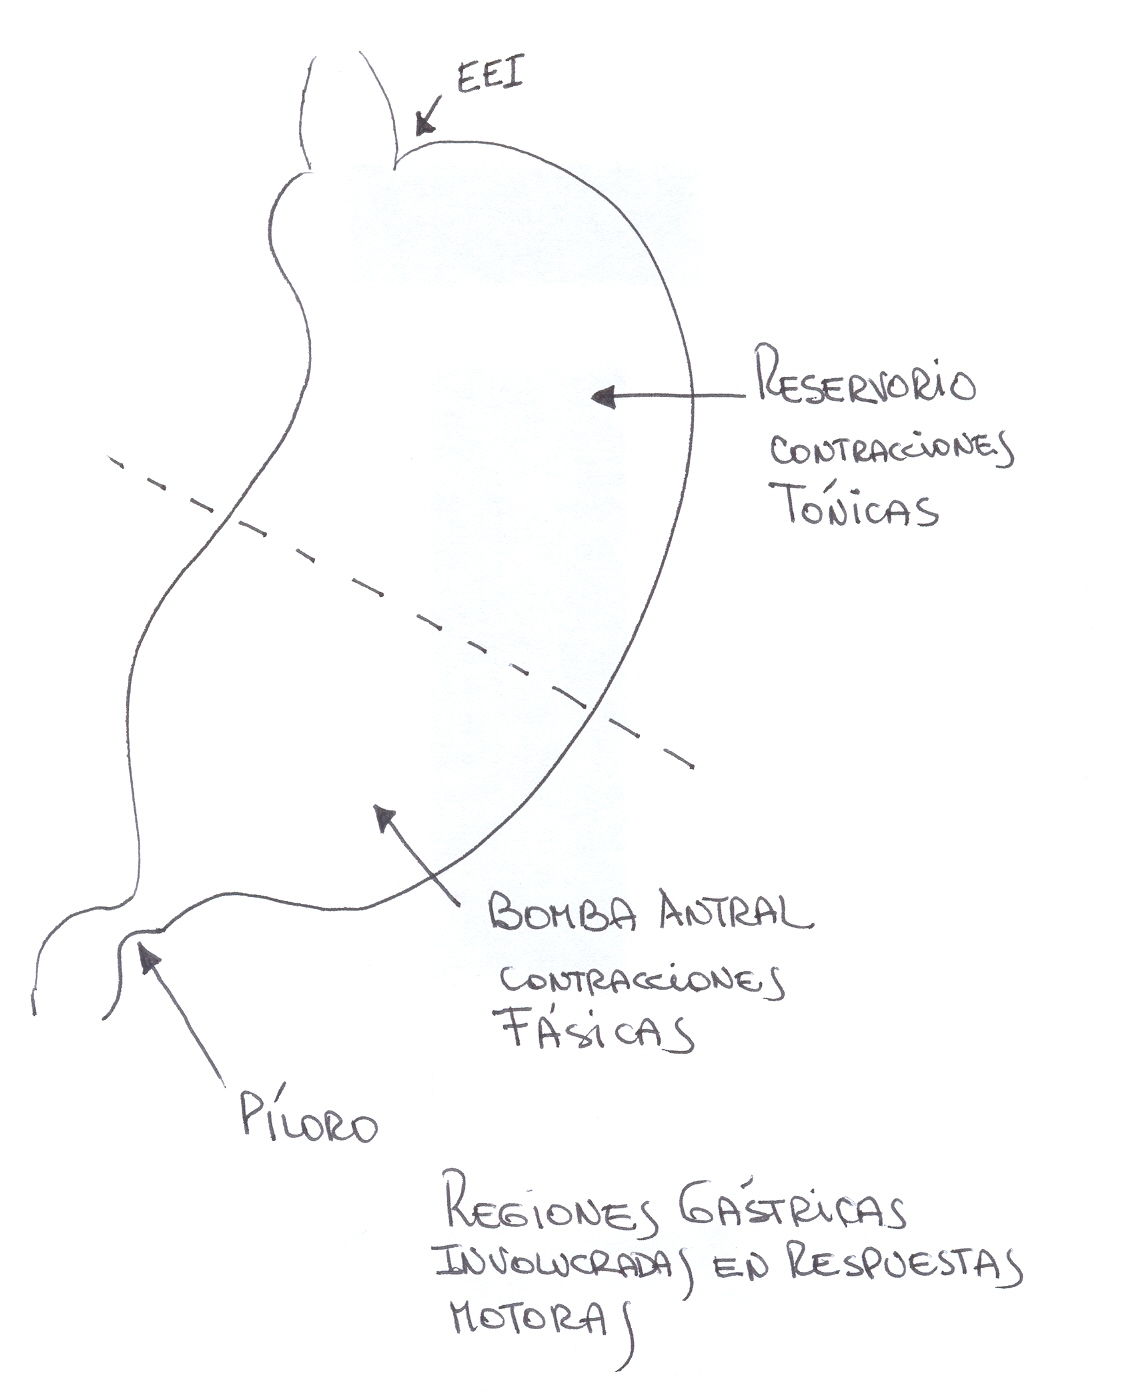 EEI
RESERVORIO
CONTRACCIONES
TÓNICAS
BOMBA ANTRAL
CONTRACCIONES
FÁSICAS
PÍLORO
REGIONES GÁSTRICAS
INVOLUCRADAS EN RESPUESTAS
MOTORAS